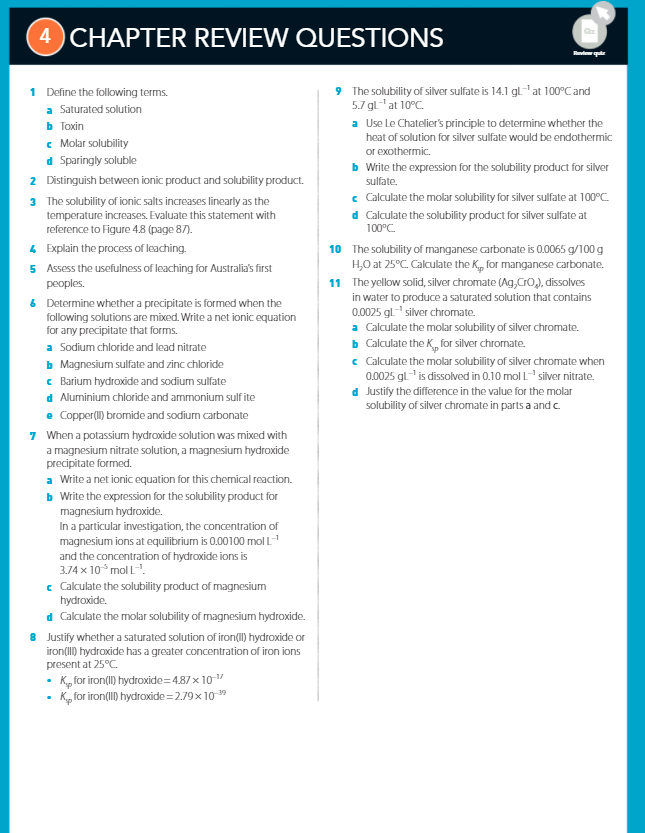 4 CHAPTER REVIEW QUESTIONS
Qz
Review quiz
1 Define the following terms.
a Saturated solution
b Toxin
c Molar solubility
d Sparingly soluble
2 Distinguish between ionic product and solubility product.
3 The solubility of ionic salts increases linearly as the
temperature increases. Evaluate this statement with
reference to Figure 4.8 (page 87).
4 Explain the process of leaching.
5 Assess the usefulness of leaching for Australia's first
peoples.
6 Determine whether a precipitate is formed when the
following solutions are mixed. Write a net ionic equation
for any precipitate that forms.
a Sodium chloride and lead nitrate
b Magnesium sulfate and zinc chloride
c Barium hydroxide and sodium sulfate
d Aluminium chloride and ammonium sulf ite
e Copper(II) bromide and sodium carbonate
7 When a potassium hydroxide solution was mixed with
a magnesium nitrate solution, a magnesium hydroxide
precipitate formed.
a Write a net ionic equation for this chemical reaction.
b Write the expression for the solubility product for
magnesium hydroxide.
In a particular investigation, the concentration of
magnesium ions at equilibrium is 0.00100 mol L⁻¹
and the concentration of hydroxide ions is
3.74 × 10⁻⁵ mol L⁻¹.
c Calculate the solubility product of magnesium
hydroxide.
d Calculate the molar solubility of magnesium hydroxide.
8 Justify whether a saturated solution of iron(II) hydroxide or
iron(III) hydroxide has a greater concentration of iron ions
present at 25°C.
• Ksp for iron(II) hydroxide = 4.87 × 10⁻¹⁷
• Ksp for iron(III) hydroxide = 2.79 × 10⁻³⁹
9 The solubility of silver sulfate is 14.1 gL⁻¹ at 100°C and
5.7 gL⁻¹ at 10°C.
a Use Le Chatelier's principle to determine whether the
heat of solution for silver sulfate would be endothermic
or exothermic.
b Write the expression for the solubility product for silver
sulfate.
c Calculate the molar solubility for silver sulfate at 100°C.
d Calculate the solubility product for silver sulfate at
100°C.
10 The solubility of manganese carbonate is 0.0065 g/100 g
H₂O at 25°C. Calculate the Ksp for manganese carbonate.
11 The yellow solid, silver chromate (Ag₂CrO₄), dissolves
in water to produce a saturated solution that contains
0.0025 gL⁻¹ silver chromate.
a Calculate the molar solubility of silver chromate.
b Calculate the Ksp for silver chromate.
c Calculate the molar solubility of silver chromate when
0.0025 gL⁻¹ is dissolved in 0.10 mol L⁻¹ silver nitrate.
d Justify the difference in the value for the molar
solubility of silver chromate in parts a and c.